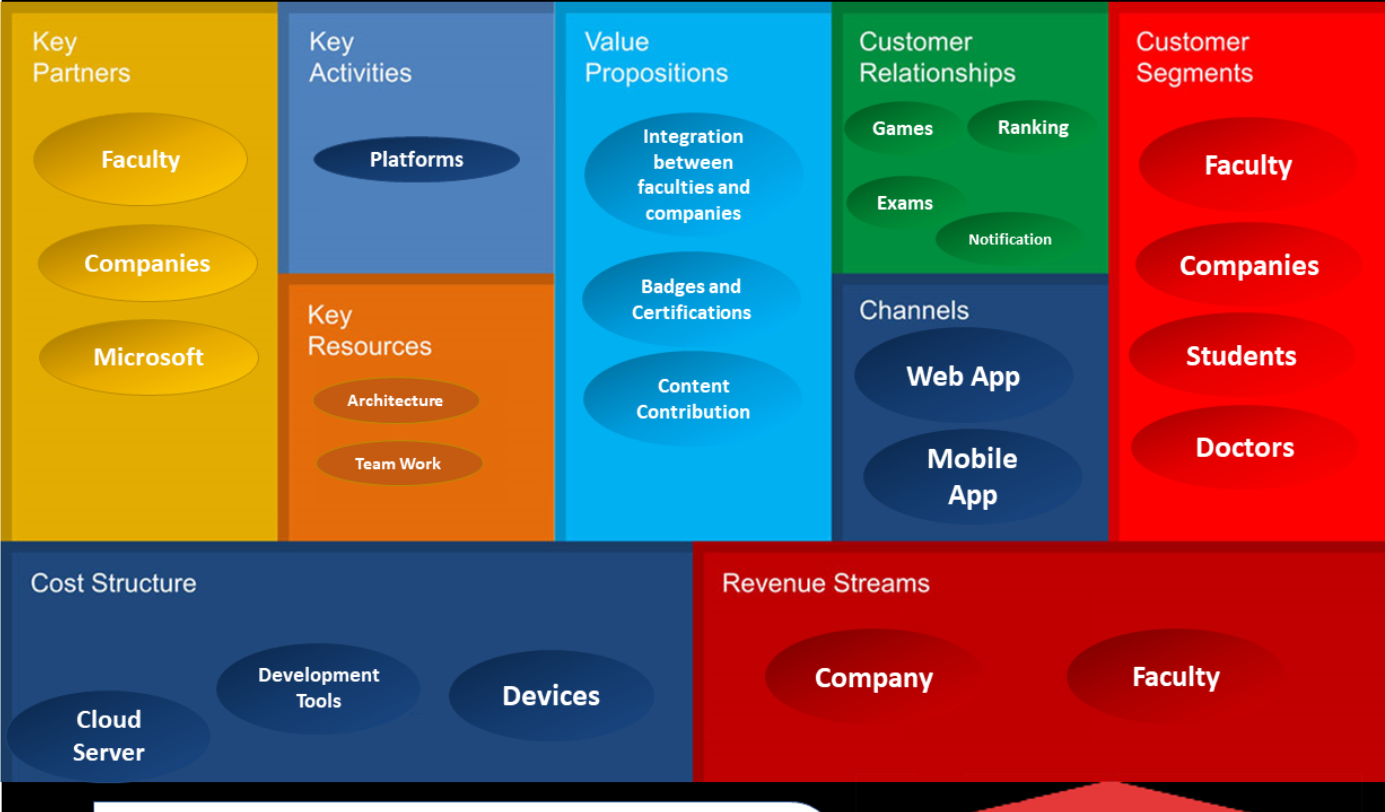 Key
Partners
Faculty
Companies
Microsoft
Key
Activities
Platforms
Key
Resources
Architecture
Team Work
Value
Propositions
Integration
between
faculties and
companies
Badges and
Certifications
Content
Contribution
Customer
Relationships
Games
Ranking
Exams
Notification
Channels
Web App
Mobile
App
Customer
Segments
Faculty
Companies
Students
Doctors
Cost Structure
Cloud
Server
Development
Tools
Devices
Revenue Streams
Company
Faculty